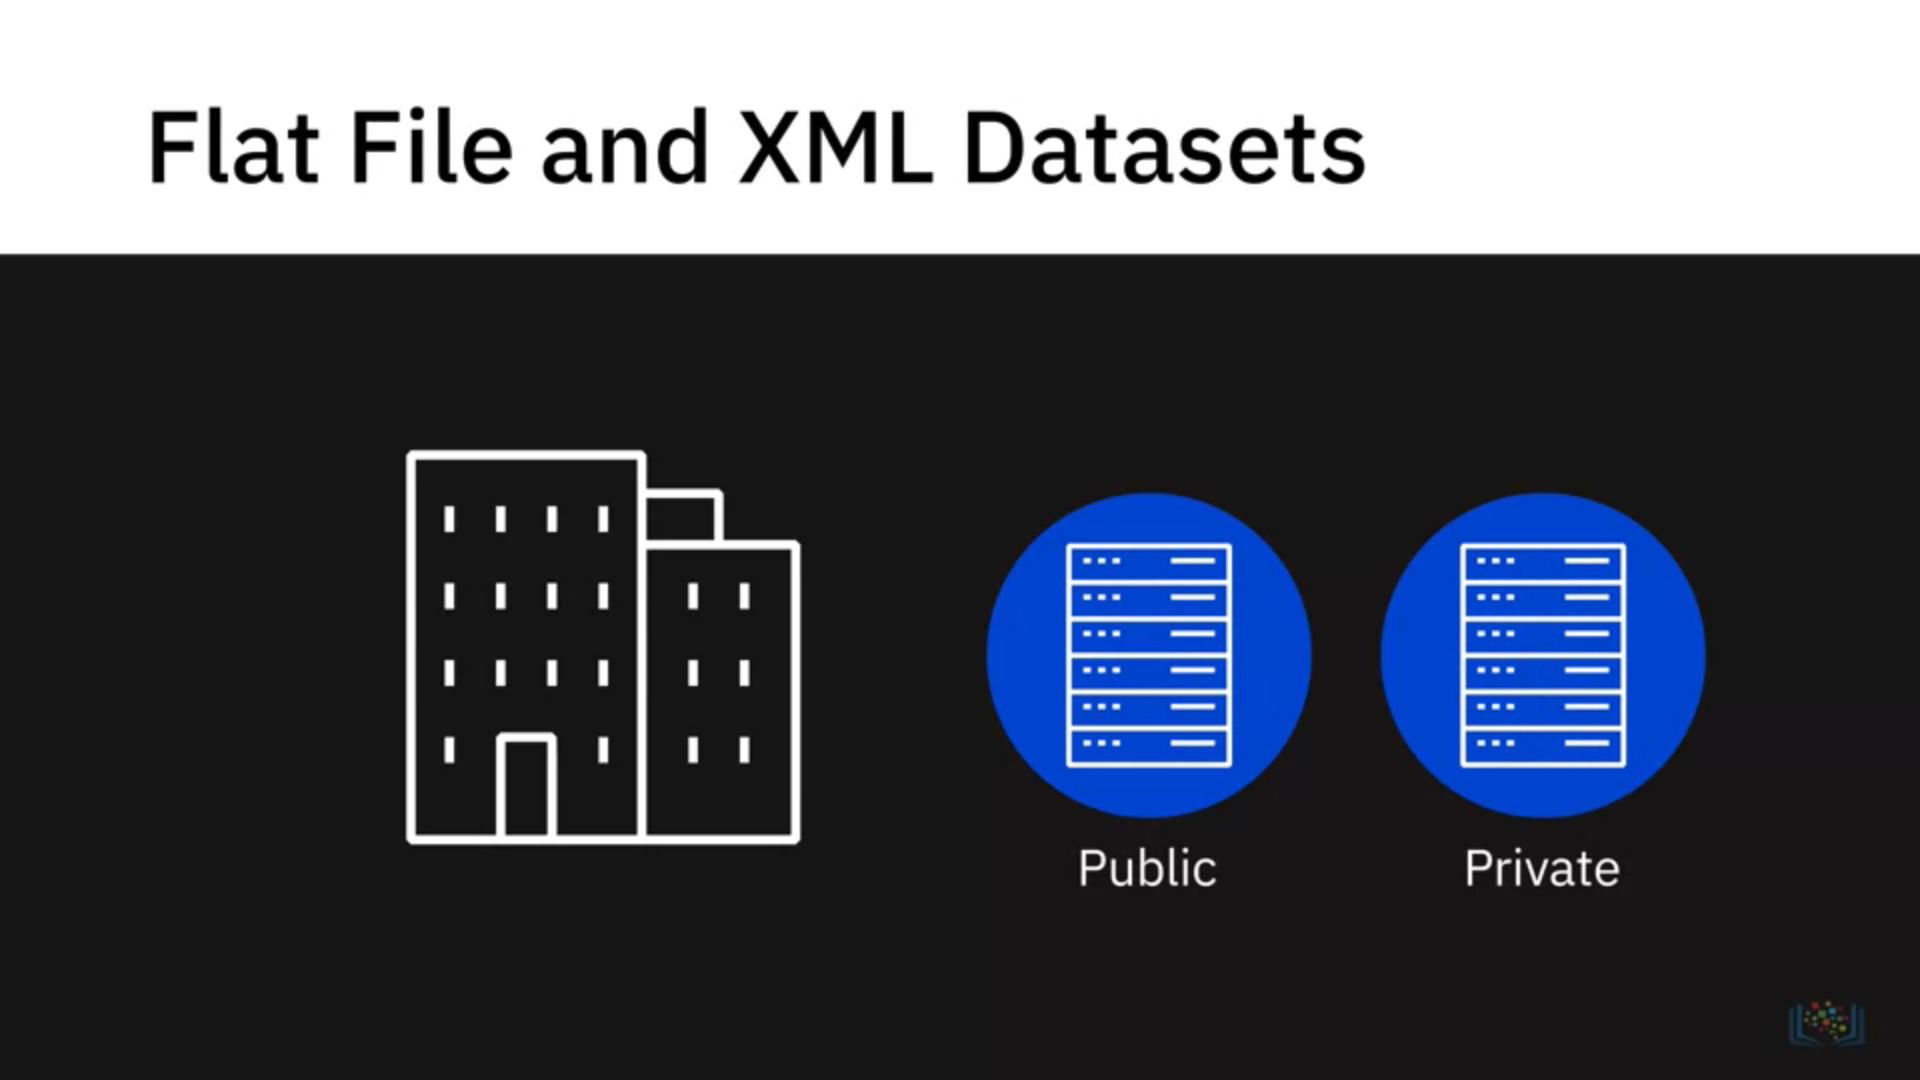 Flat File and XML Datasets
Public
Private